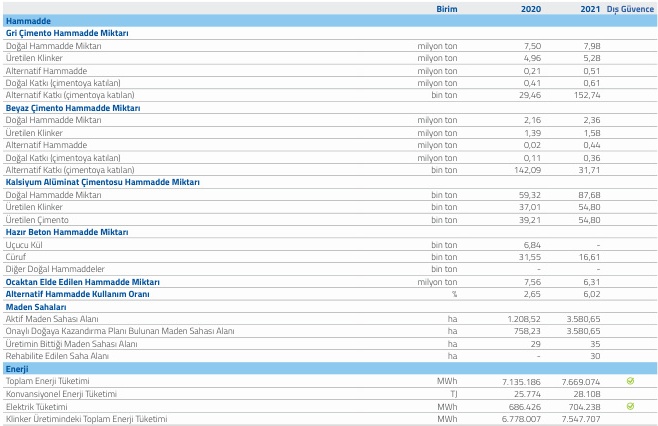 Birim 2020 2021 Dış Güvence
Hammadde
Gri Çimento Hammadde Miktarı
Doğal Hammadde Miktarı milyon ton 7,50 7,98
Üretilen Klinker milyon ton 4,96 5,28
Alternatif Hammadde milyon ton 0,21 0,51
Doğal Katkı (çimentoya katılan) milyon ton 0,41 0,61
Alternatif Katkı (çimentoya katılan) bin ton 29,46 152,74
Beyaz Çimento Hammadde Miktarı
Doğal Hammadde Miktarı milyon ton 2,16 2,36
Üretilen Klinker milyon ton 1,39 1,58
Alternatif Hammadde milyon ton 0,02 0,44
Doğal Katkı (çimentoya katılan) milyon ton 0,11 0,36
Alternatif Katkı (çimentoya katılan) bin ton 142,09 31,71
Kalsiyum Alüminat Çimentosu Hammadde Miktarı
Doğal Hammadde Miktarı bin ton 59,32 87,68
Üretilen Klinker bin ton 37,01 54,80
Üretilen Çimento bin ton 39,21 54,80
Hazır Beton Hammadde Miktarı
Uçucu Kül bin ton 6,84 -
Cüruf bin ton 31,55 16,61
Diğer Doğal Hammaddeler bin ton - -
Ocaktan Elde Edilen Hammadde Miktarı milyon ton 7,56 6,31
Alternatif Hammadde Kullanım Oranı % 2,65 6,02
Maden Sahaları
Aktif Maden Sahası Alanı ha 1.208,52 3.580,65
Onaylı Doğaya Kazandırma Planı Bulunan Maden Sahası Alanı ha 758,23 3.580,65
Üretimin Bittiği Maden Sahası Alanı ha 29 35
Rehabilite Edilen Saha Alanı ha - 30
Enerji
Toplam Enerji Tüketimi MWh 7.135.186 7.669.074
Konvansiyonel Enerji Tüketimi TJ 25.774 28.108
Elektrik Tüketimi MWh 686.426 704.238
Klinker Üretimindeki Toplam Enerji Tüketimi MWh 6.778.007 7.547.707